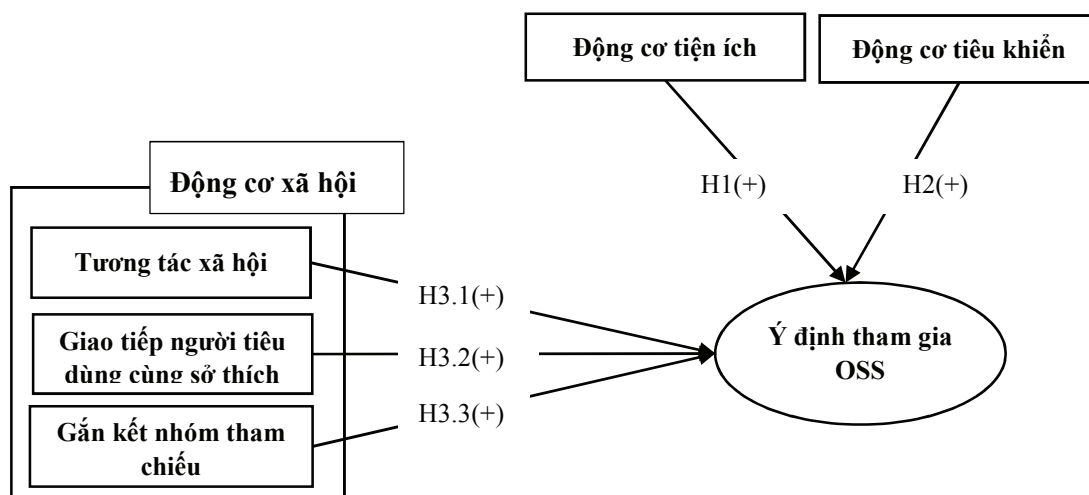 Động cơ tiện ích
Động cơ tiêu khiển
H1(+)
H2(+)
Động cơ xã hội
Tương tác xã hội
Giao tiếp người tiêu
dùng cùng sở thích
Gắn kết nhóm tham
chiếu
H3.1(+)
H3.2(+)
H3.3(+)
Ý định tham gia
OSS